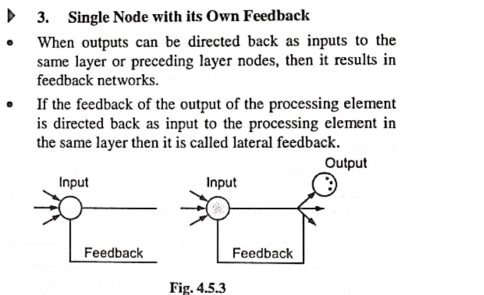 3. Single Node with its Own Feedback
• When outputs can be directed back as inputs to the
same layer or preceding layer nodes, then it results in
feedback networks.
• If the feedback of the output of the processing element
is directed back as input to the processing element in
the same layer then it is called lateral feedback.
Output
Input
Input
Feedback
Feedback
Fig. 4.5.3